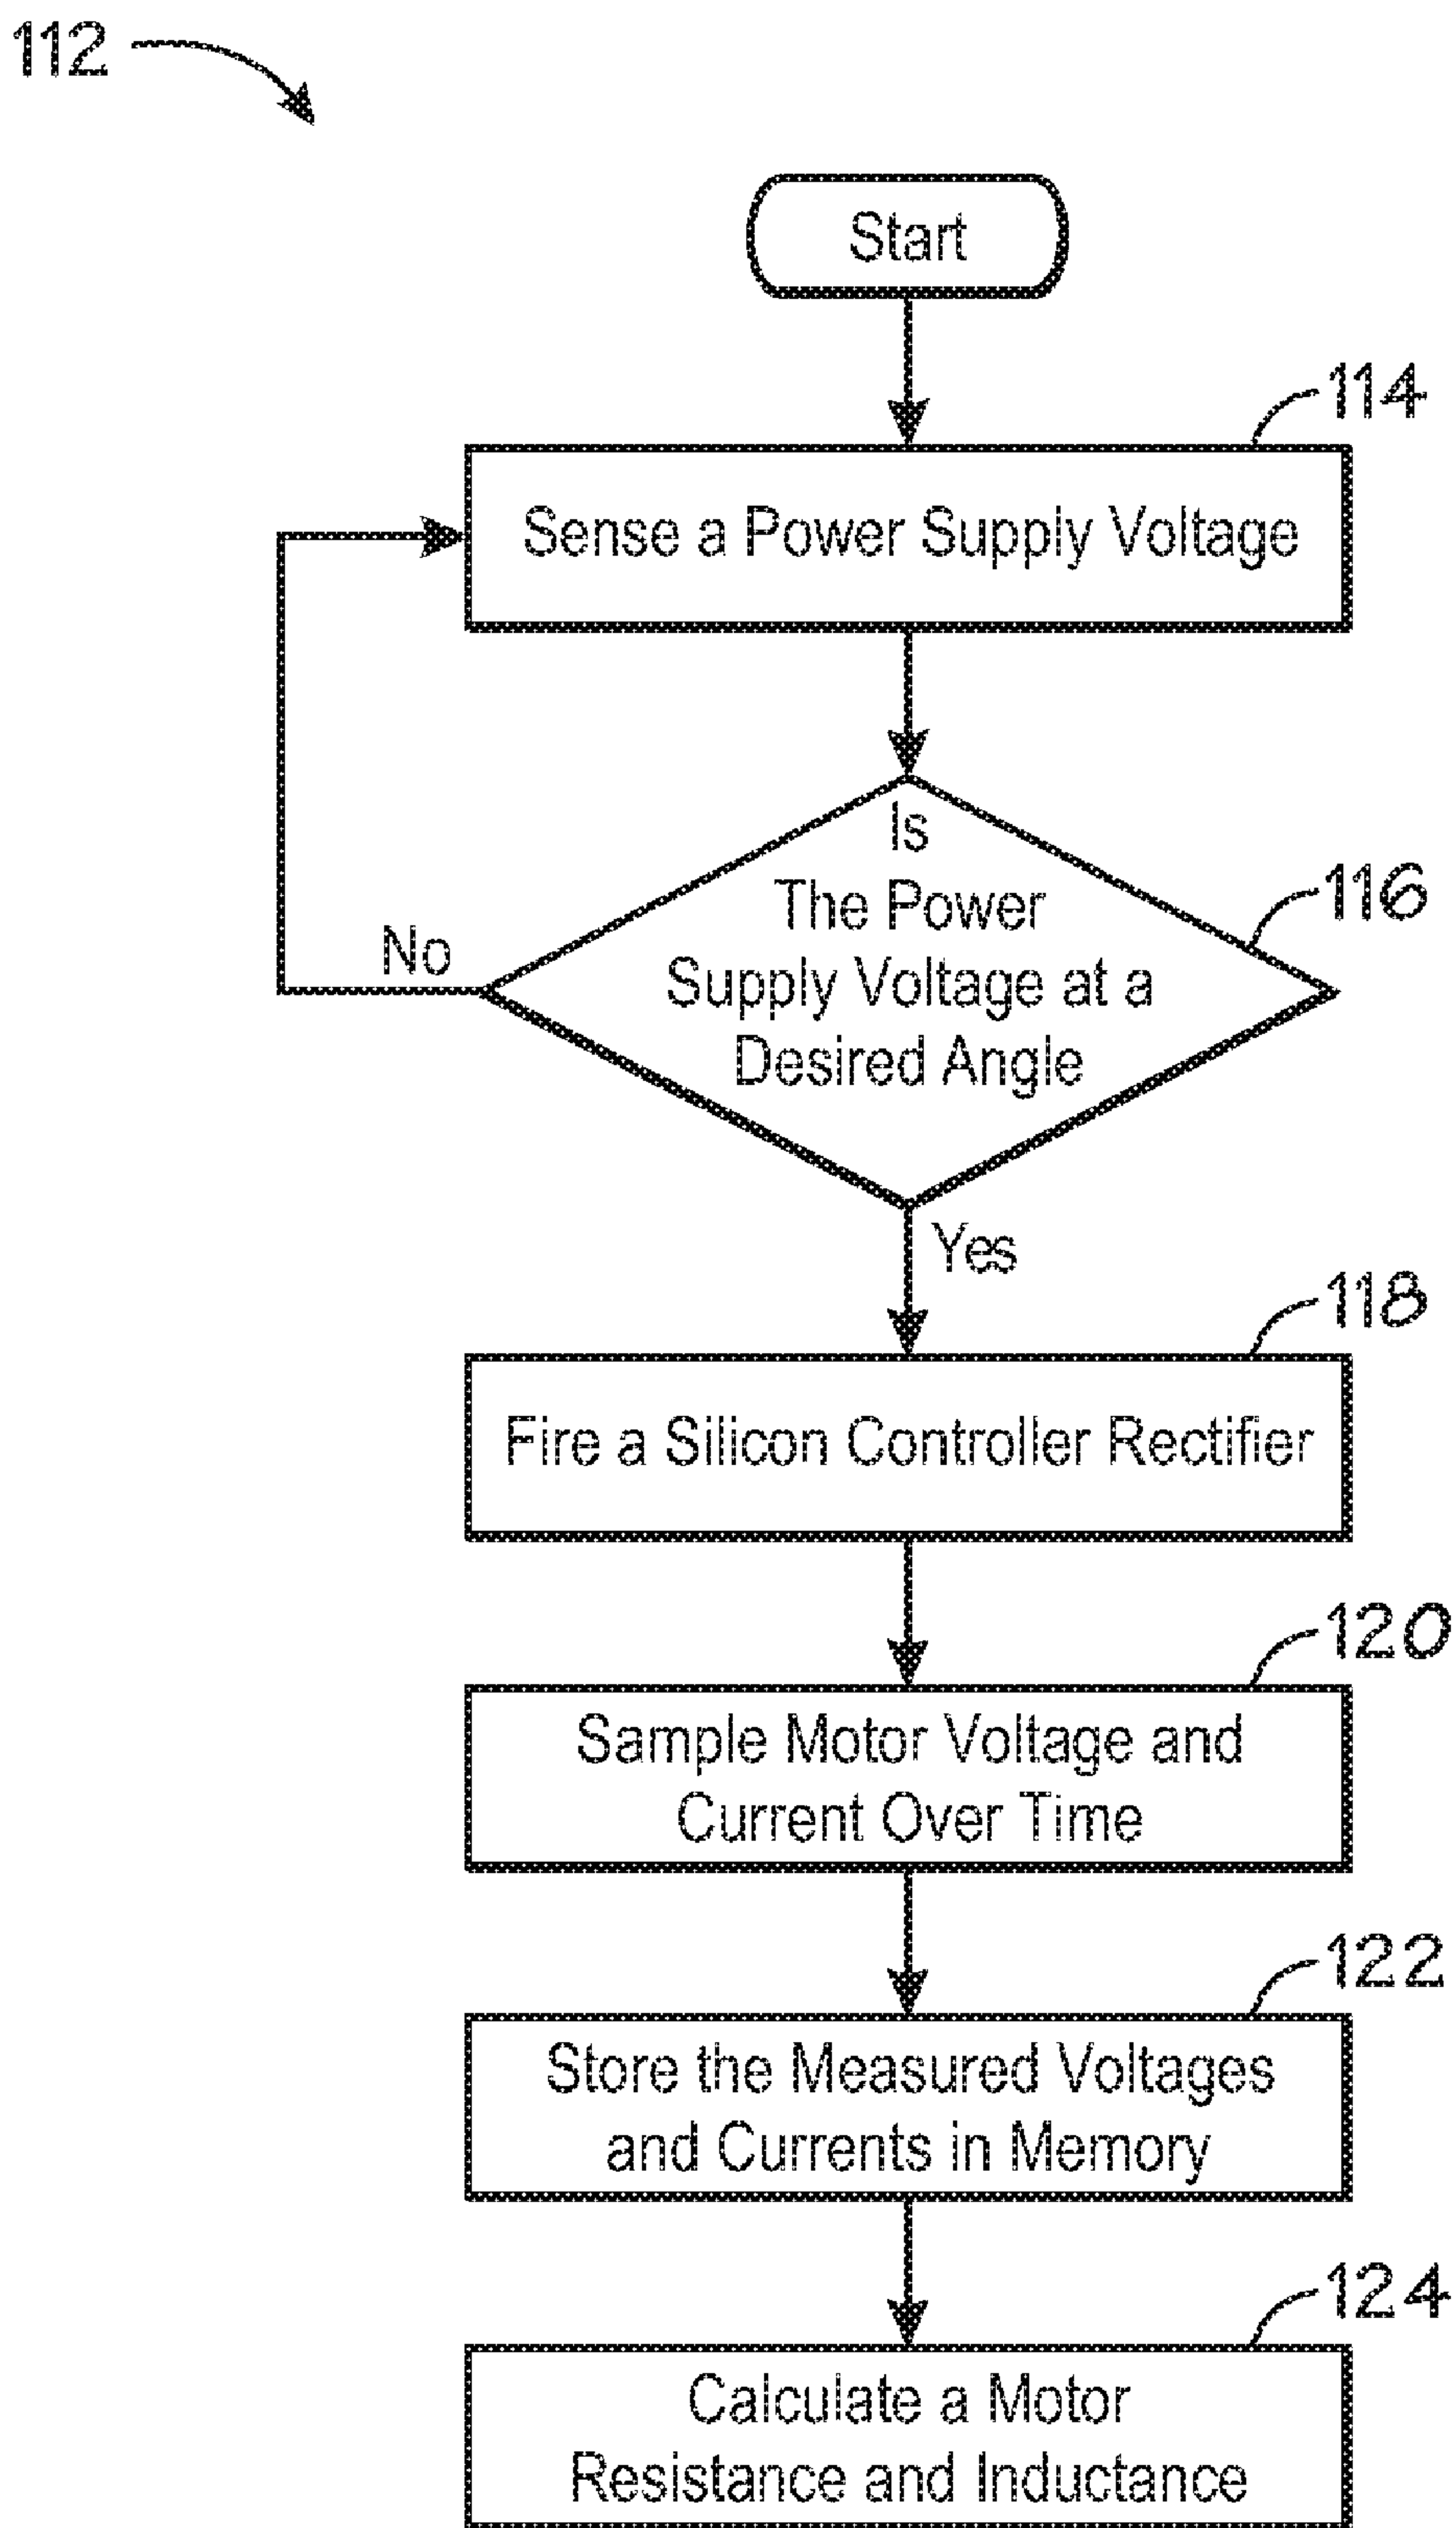 112
Start
114
Sense a Power Supply Voltage
Is
The Power
116
No
Supply Voltage at a
Desired Angle
Yes
118
Fire a Silicon Controller Rectifier
120
Sample Motor Voltage and
Current Over Time
122
Store the Measured Voltages
and Currents in Memory
124
Calculate a Motor
Resistance and Inductance